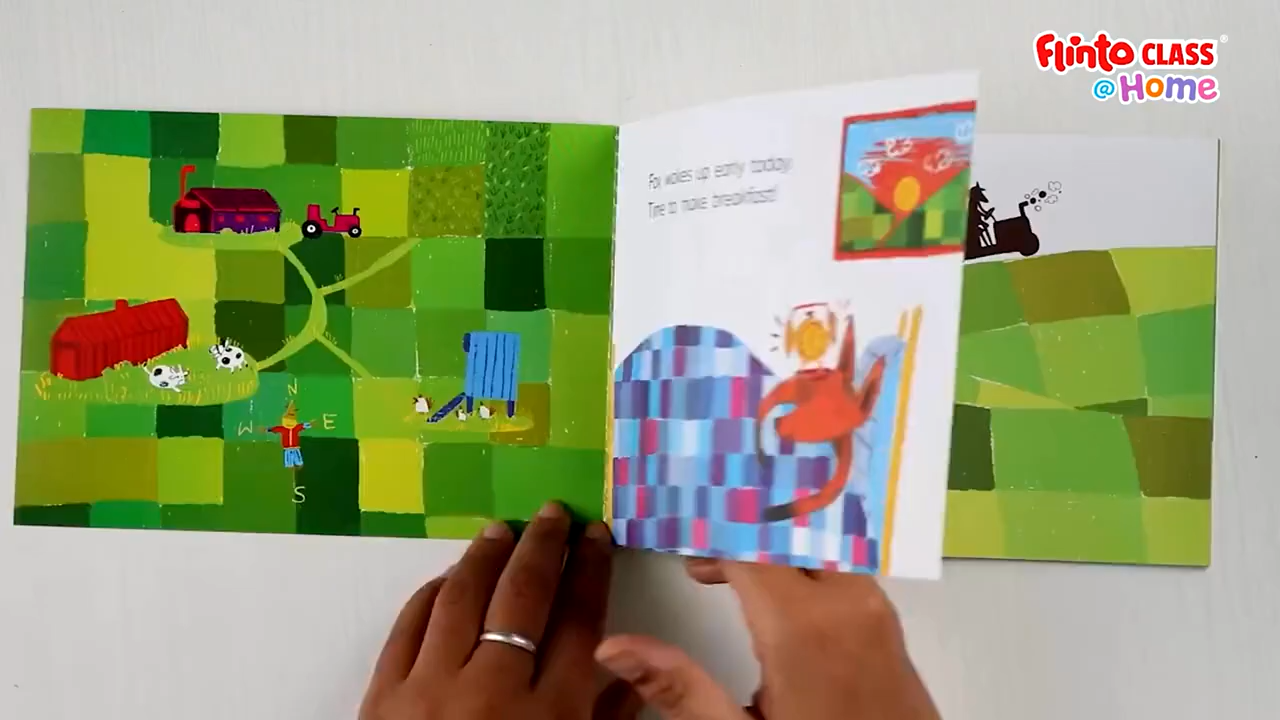 Flinto CLASS®
@Home
Fox wakes up early today.
Time to make breakfast!
N
W E
S